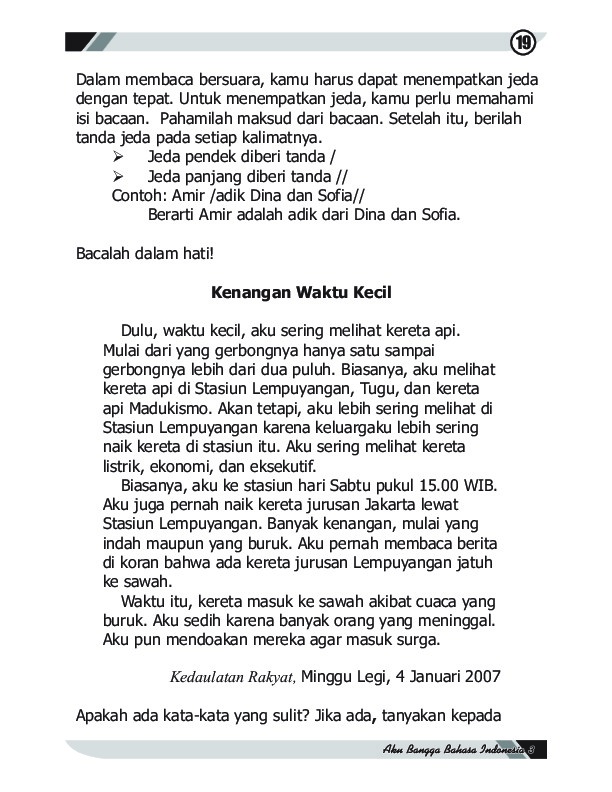 19
Dalam membaca bersuara, kamu harus dapat menempatkan jeda
dengan tepat. Untuk menempatkan jeda, kamu perlu memahami
isi bacaan. Pahamilah maksud dari bacaan. Setelah itu, berilah
tanda jeda pada setiap kalimatnya.
➢ Jeda pendek diberi tanda /
➢ Jeda panjang diberi tanda //
Contoh: Amir /adik Dina dan Sofia//
Berarti Amir adalah adik dari Dina dan Sofia.
Bacalah dalam hati!
Kenangan Waktu Kecil
Dulu, waktu kecil, aku sering melihat kereta api.
Mulai dari yang gerbongnya hanya satu sampai
gerbongnya lebih dari dua puluh. Biasanya, aku melihat
kereta api di Stasiun Lempuyangan, Tugu, dan kereta
api Madukismo. Akan tetapi, aku lebih sering melihat di
Stasiun Lempuyangan karena keluargaku lebih sering
naik kereta di stasiun itu. Aku sering melihat kereta
listrik, ekonomi, dan eksekutif.
Biasanya, aku ke stasiun hari Sabtu pukul 15.00 WIB.
Aku juga pernah naik kereta jurusan Jakarta lewat
Stasiun Lempuyangan. Banyak kenangan, mulai yang
indah maupun yang buruk. Aku pernah membaca berita
di koran bahwa ada kereta jurusan Lempuyangan jatuh
ke sawah.
Waktu itu, kereta masuk ke sawah akibat cuaca yang
buruk. Aku sedih karena banyak orang yang meninggal.
Aku pun mendoakan mereka agar masuk surga.
Kedaulatan Rakyat, Minggu Legi, 4 Januari 2007
Apakah ada kata-kata yang sulit? Jika ada, tanyakan kepada
Aku Bangga Bahasa Indonesia 3